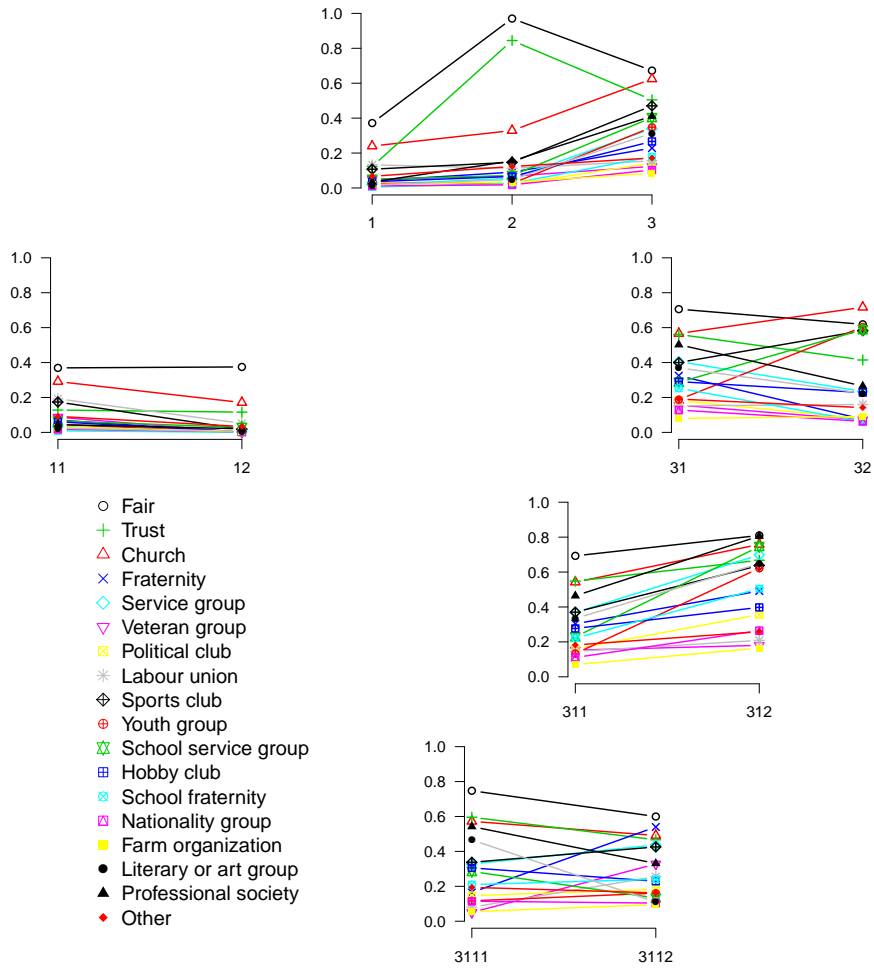 1.0
0.8
0.6
0.4
0.2
0.0
1 2 3
1.0
0.8
0.6
0.4
0.2
0.0
11 12
1.0
0.8
0.6
0.4
0.2
0.0
31 32
Fair
Trust
Church
Fraternity
Service group
Veteran group
Political club
Labour union
Sports club
Youth group
School service group
Hobby club
School fraternity
Nationality group
Farm organization
Literary or art group
Professional society
Other
1.0
0.8
0.6
0.4
0.2
0.0
311 312
1.0
0.8
0.6
0.4
0.2
0.0
3111 3112